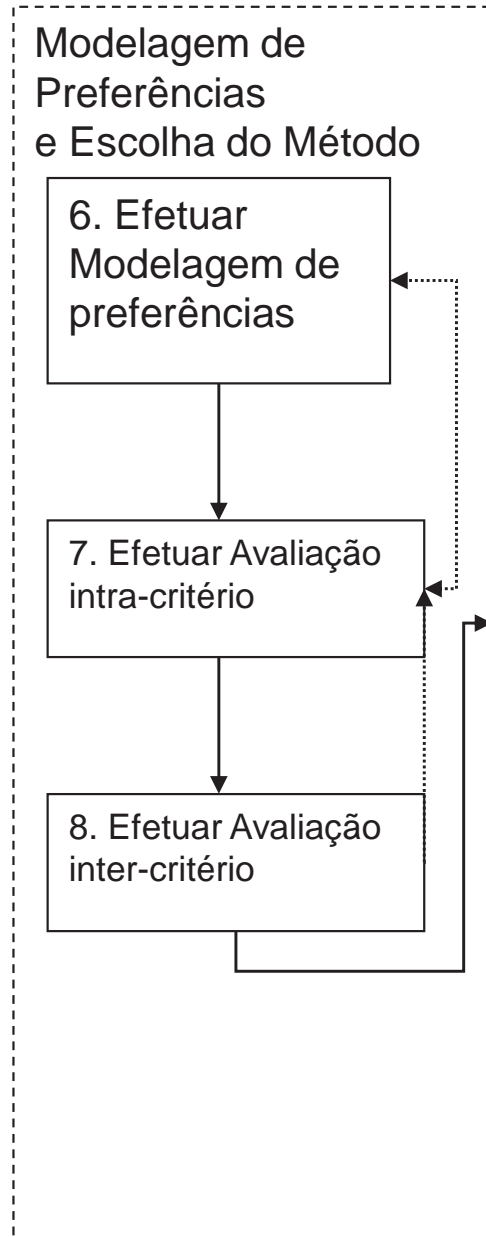 Modelagem de
Preferências
e Escolha do Método
6. Efetuar
Modelagem de
preferências
7. Efetuar Avaliação
intra-critério
8. Efetuar Avaliação
inter-critério